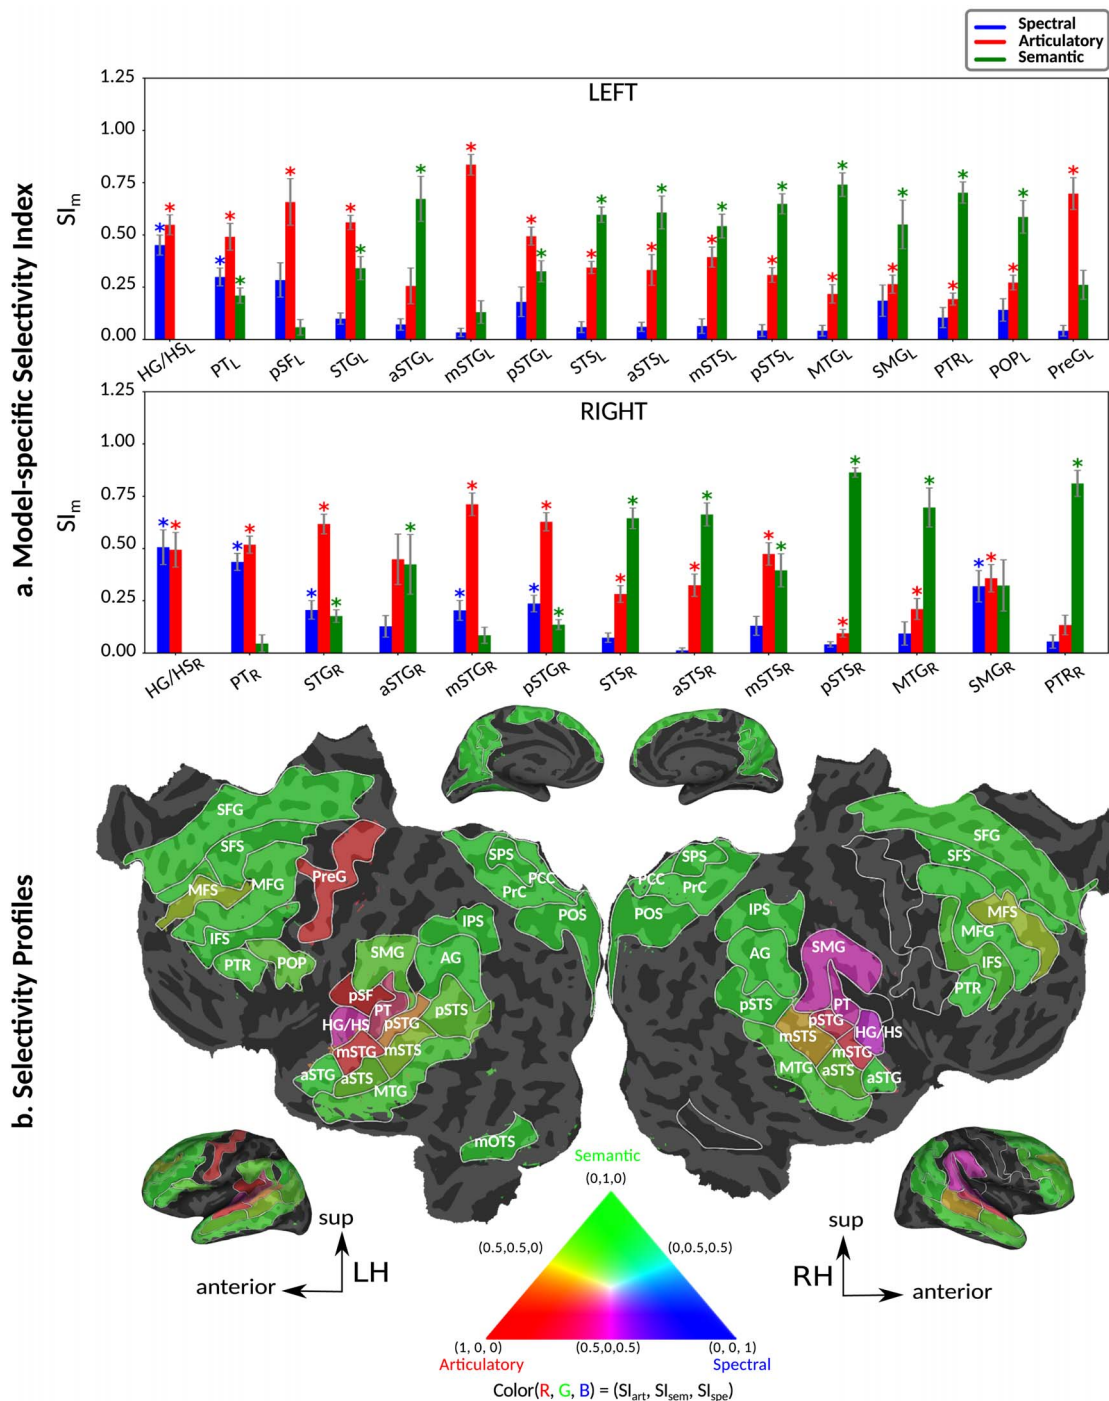 Spectral
Articulatory
Semantic
a. Model-specific Selectivity Index
LEFT
SIm
1.25
1.00
0.75
0.50
0.25
0.00
* * * * * * * * * * * * * * * * * * * * * * * * * * * *
HG/HSL PTL pSFL STGL aSTGL mSTGL pSTGL STSL aSTSL mSTSL pSTSL MTGL SMGL PTRL POPL PreGL
RIGHT
SIm
1.25
1.00
0.75
0.50
0.25
0.00
* * * * * * * * * * * * * * * * * * * * * * *
HG/HSR PTR STGR aSTGR mSTGR pSTGR STSR aSTSR mSTSR pSTSR MTGR SMGR PTRR
b. Selectivity Profiles
SFG
SFS
MFS
MFG
PreG
IFS
PTR
POP
SMG
IPS
AG
pSF
PT
pSTG
pSTS
HG/HS
mSTG
mSTS
aSTG
aSTS
MTG
mOTS
SPS
PCC
PrC
POS
SPS
PCC
PrC
POS
IPS
AG
SMG
pSTS
PT
pSTG
HG/HS
mSTS
mSTG
MTG
aSTS
aSTG
SFG
SFS
MFS
MFG
IFS
PTR
sup
anterior
LH
sup
RH
anterior
Semantic
(0,1,0)
(0.5,0.5,0)
(0,0.5,0.5)
(1, 0, 0)
(0.5,0,0.5)
(0, 0, 1)
Articulatory
Spectral
Color(R, G, B) = (SIart, SIsem, SIspe)